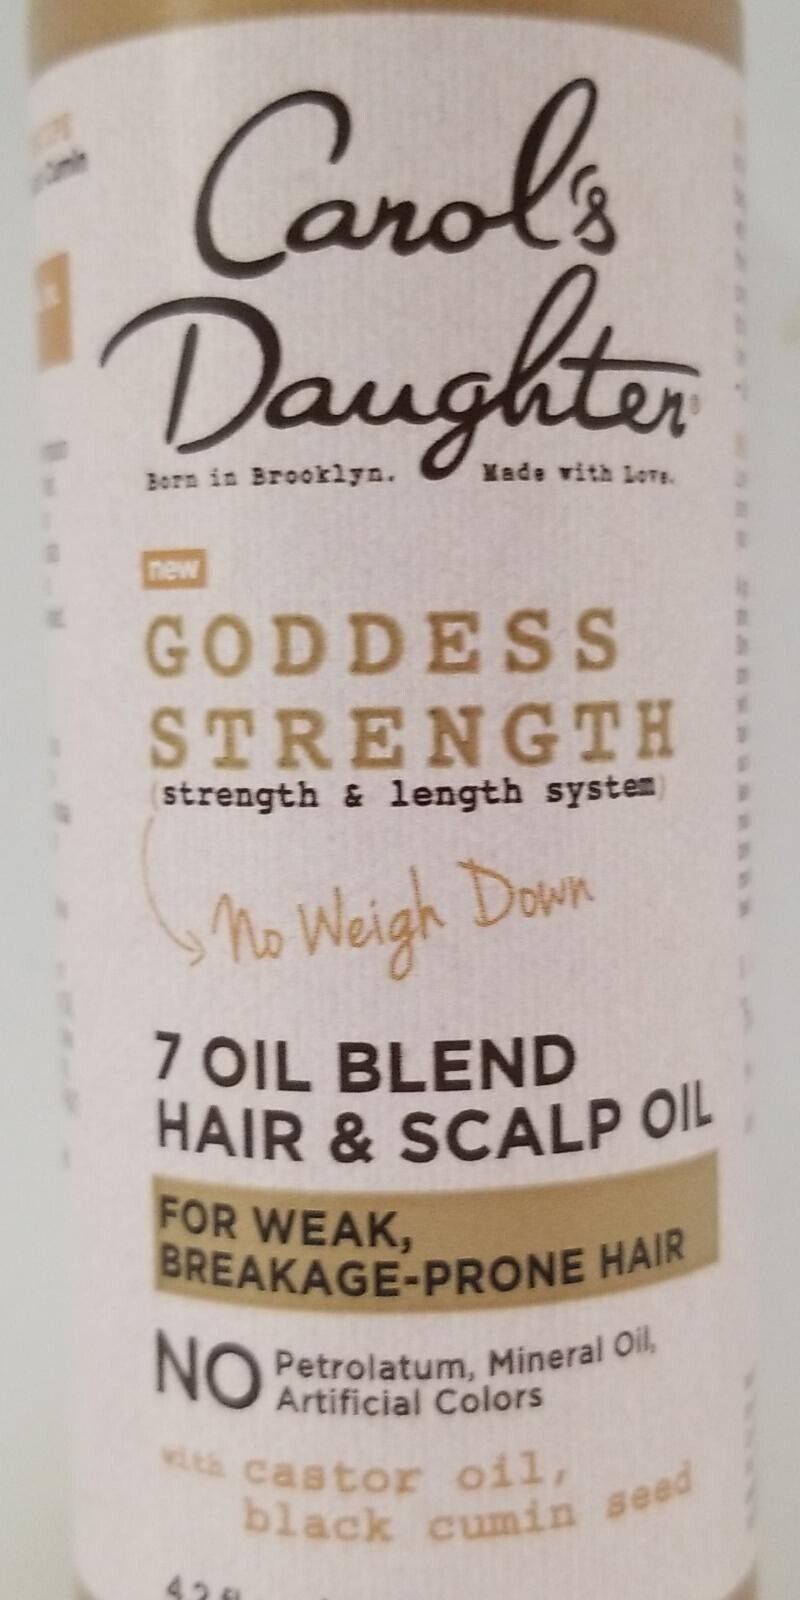 Carol's
Daughter®
Born in Brooklyn. Made with Love.
new
GODDESS
STRENGTH
(strength & length system)
No Weigh Down
7 OIL BLEND
HAIR & SCALP OIL
FOR WEAK,
BREAKAGE-PRONE HAIR
NO Petrolatum, Mineral Oil,
Artificial Colors
with castor oil,
black cumin seed